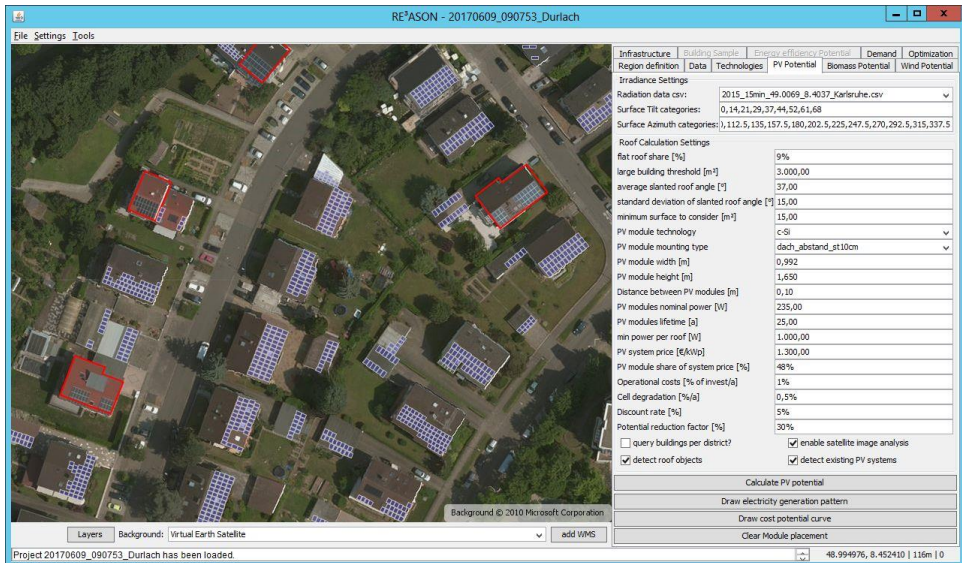 RE³ASON - 20170609_090753_Durlach
File Settings Tools
Infrastructure Building Sample Energy efficiency Potential Demand Optimization
Region definition Data Technologies PV Potential Biomass Potential Wind Potential
Irradiance Settings
Radiation data csv: 2015_15min_49.0069_8.4037_Karlsruhe.csv
Surface Tilt categories: 0,14,21,29,37,44,52,61,68
Surface Azimuth categories: ),112.5,135,157.5,180,202.5,225,247.5,270,292.5,315,337.5
Roof Calculation Settings
flat roof share [%] 9%
large building threshold [m²] 3.000,00
average slanted roof angle [°] 37,00
standard deviation of slanted roof angle [°] 15,00
minimum surface to consider [m²] 15,00
PV module technology c-Si
PV module mounting type dach_abstand_st10cm
PV module width [m] 0,992
PV module height [m] 1,650
Distance between PV modules [m] 0,10
PV modules nominal power [W] 235,00
PV modules lifetime [a] 25,00
min power per roof [W] 1.000,00
PV system price [€/kWp] 1.300,00
PV module share of system price [%] 48%
Operational costs [% of invest/a] 1%
Cell degradation [%/a] 0,5%
Discount rate [%] 5%
Potential reduction factor [%] 30%
query buildings per district? enable satellite image analysis
detect roof objects detect existing PV systems
Calculate PV potential
Draw electricity generation pattern
Draw cost potential curve
Clear Module placement
Background © 2010 Microsoft Corporation
Layers Background: Virtual Earth Satellite add WMS
Project 20170609_090753_Durlach has been loaded. 48.994976, 8.452410 | 116m | 0